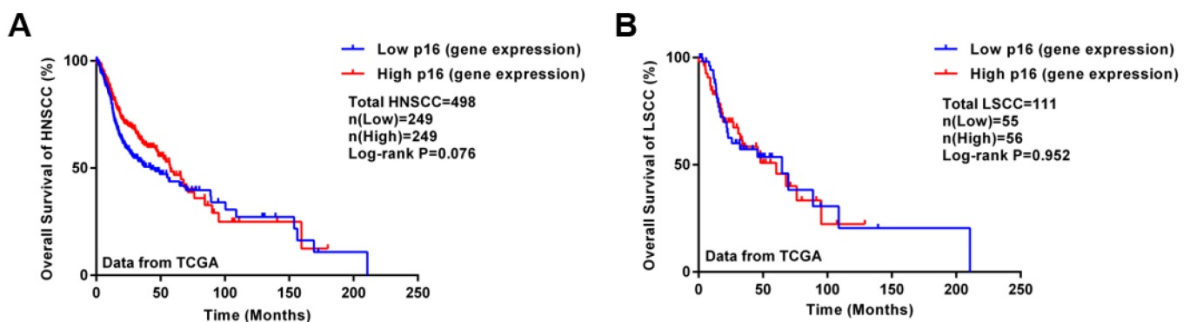 A
Overall Survival of HNSCC (%)
100
50
0
0 50 100 150 200 250
Time (Months)
Low p16 (gene expression)
High p16 (gene expression)
Total HNSCC=498
n(Low)=249
n(High)=249
Log-rank P=0.076
Data from TCGA
B
Overall Survival of LSCC (%)
100
50
0
0 50 100 150 200 250
Time (Months)
Low p16 (gene expression)
High p16 (gene expression)
Total LSCC=111
n(Low)=55
n(High)=56
Log-rank P=0.952
Data from TCGA